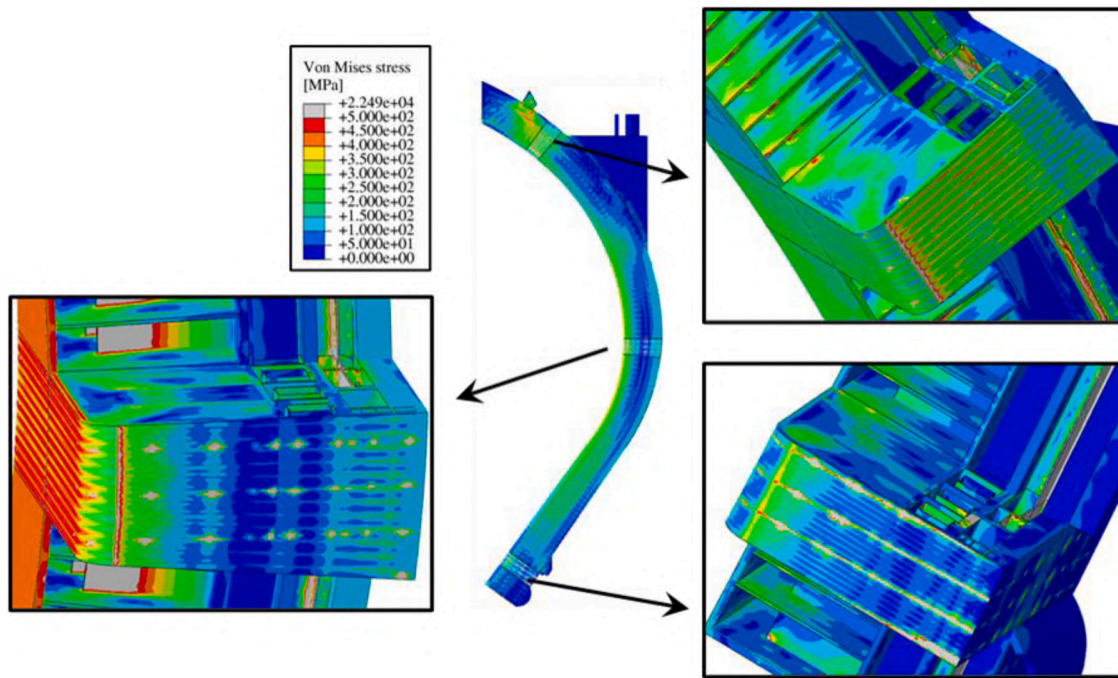 Von Mises stress
[MPa]
+2.249e+04
+5.000e+02
+4.500e+02
+4.000e+02
+3.500e+02
+3.000e+02
+2.500e+02
+2.000e+02
+1.500e+02
+1.000e+02
+5.000e+01
+0.000e+00